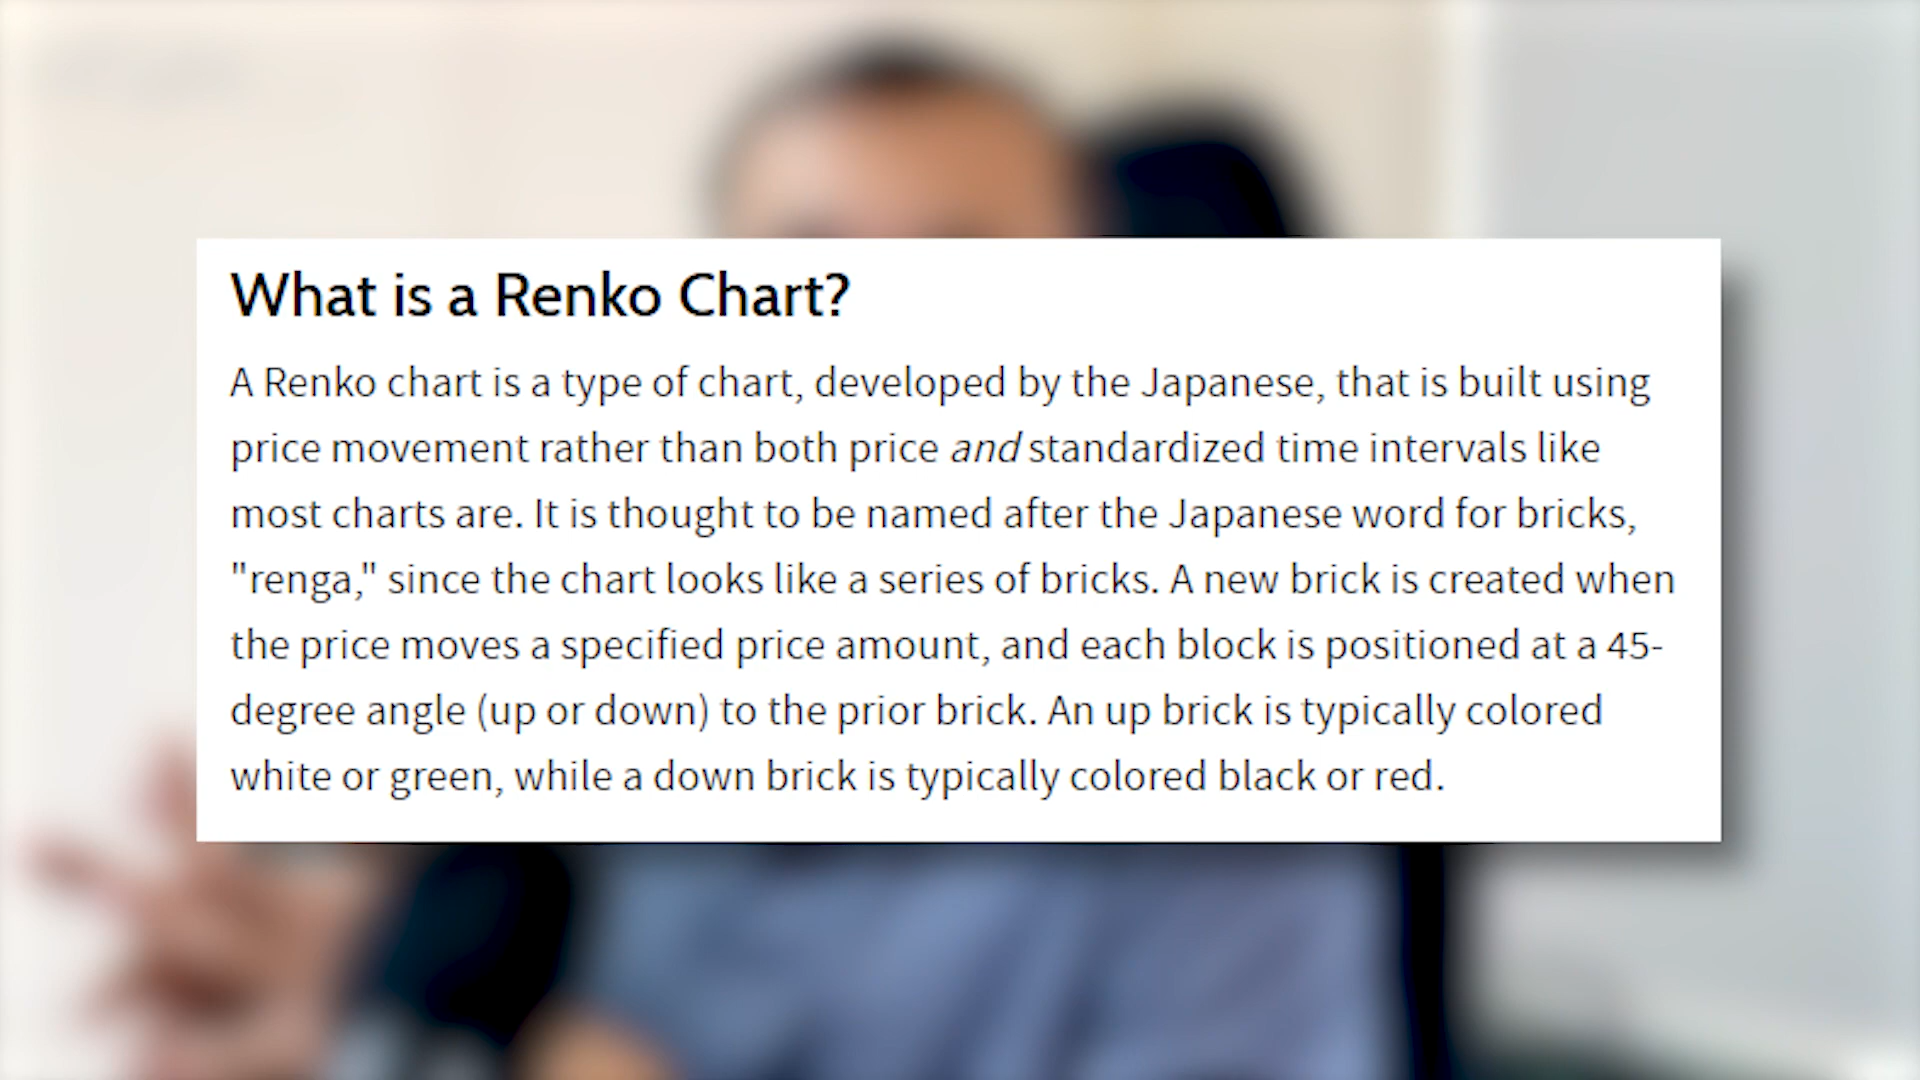 What is a Renko Chart?
A Renko chart is a type of chart, developed by the Japanese, that is built using
price movement rather than both price and standardized time intervals like
most charts are. It is thought to be named after the Japanese word for bricks,
"renga," since the chart looks like a series of bricks. A new brick is created when
the price moves a specified price amount, and each block is positioned at a 45-
degree angle (up or down) to the prior brick. An up brick is typically colored
white or green, while a down brick is typically colored black or red.